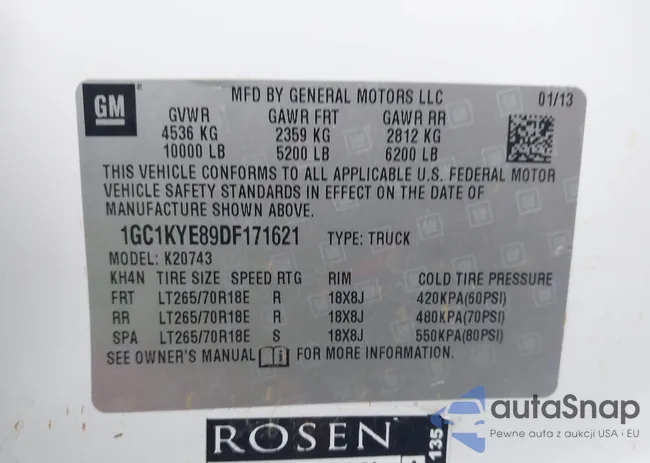 GM
MFD BY GENERAL MOTORS LLC 01/13
GVWR GAWR FRT GAWR RR
4536 KG 2359 KG 2812 KG
10000 LB 5200 LB 6200 LB
THIS VEHICLE CONFORMS TO ALL APPLICABLE U.S. FEDERAL MOTOR
VEHICLE SAFETY STANDARDS IN EFFECT ON THE DATE OF
MANUFACTURE SHOWN ABOVE.
1GC1KYE89DF171621 TYPE: TRUCK
MODEL: K20743
KH4N TIRE SIZE SPEED RTG RIM COLD TIRE PRESSURE
FRT LT265/70R18E R 18X8J 420KPA(60PSI)
RR LT265/70R18E R 18X8J 480KPA(70PSI)
SPA LT265/70R18E S 18X8J 550KPA(80PSI)
SEE OWNER'S MANUAL FOR MORE INFORMATION.
ROSEN
135
autaSnap
Pewne auta z aukcji USA i Kanady